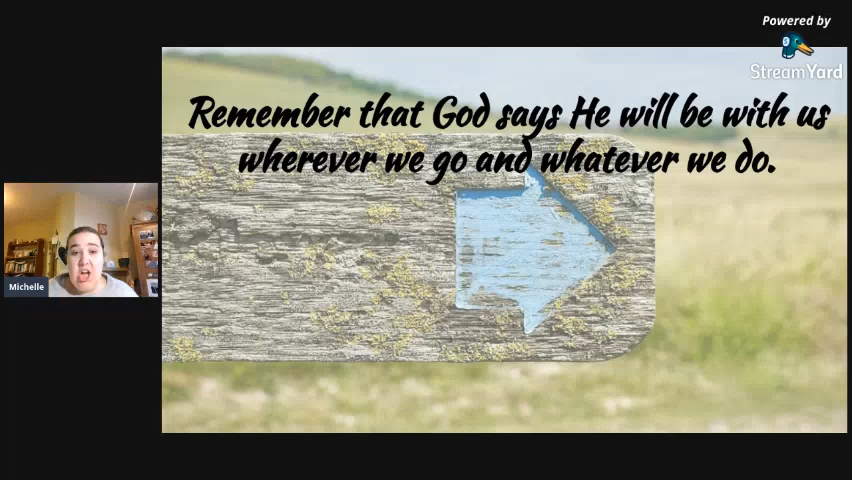 Powered by
StreamYard
Remember that God says He will be with us
wherever we go and whatever we do.
Michelle